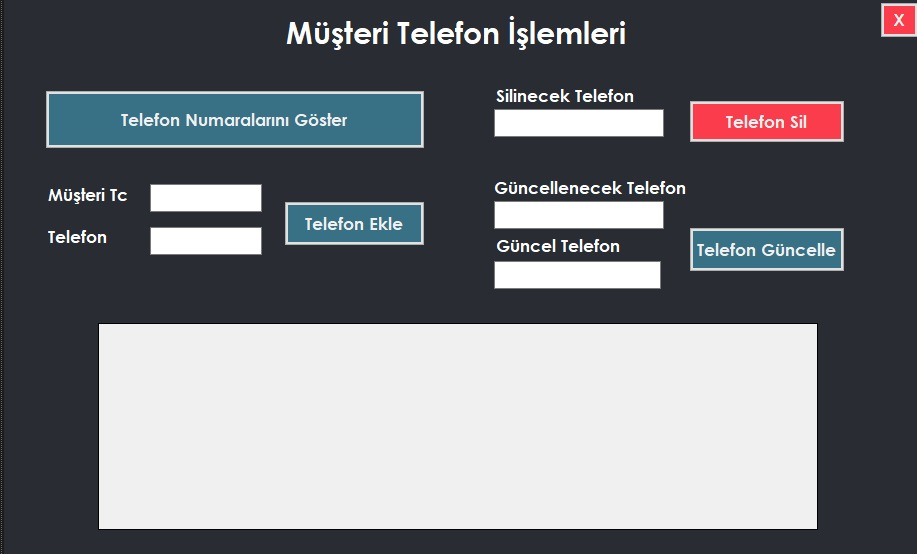 Müşteri Telefon İşlemleri
X
Telefon Numaralarını Göster
Müşteri Tc
Telefon
Telefon Ekle
Silinecek Telefon
Telefon Sil
Güncellenecek Telefon
Güncel Telefon
Telefon Güncelle